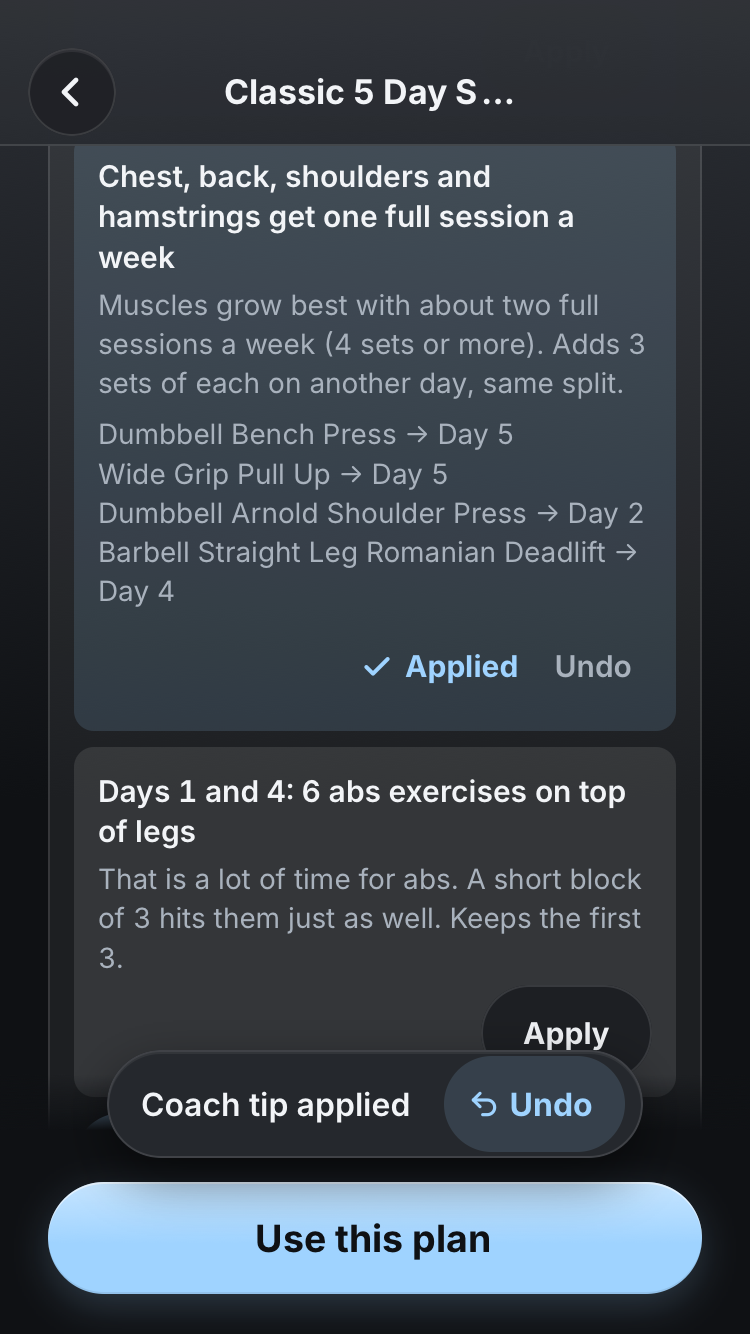 Classic 5 Day S...
Chest, back, shoulders and
hamstrings get one full session a
week
Muscles grow best with about two full
sessions a week (4 sets or more). Adds 3
sets of each on another day, same split.
Dumbbell Bench Press → Day 5
Wide Grip Pull Up → Day 5
Dumbbell Arnold Shoulder Press → Day 2
Barbell Straight Leg Romanian Deadlift →
Day 4
Applied Undo
Days 1 and 4: 6 abs exercises on top
of legs
That is a lot of time for abs. A short block
of 3 hits them just as well. Keeps the first
3.
Apply
Coach tip applied Undo
Use this plan